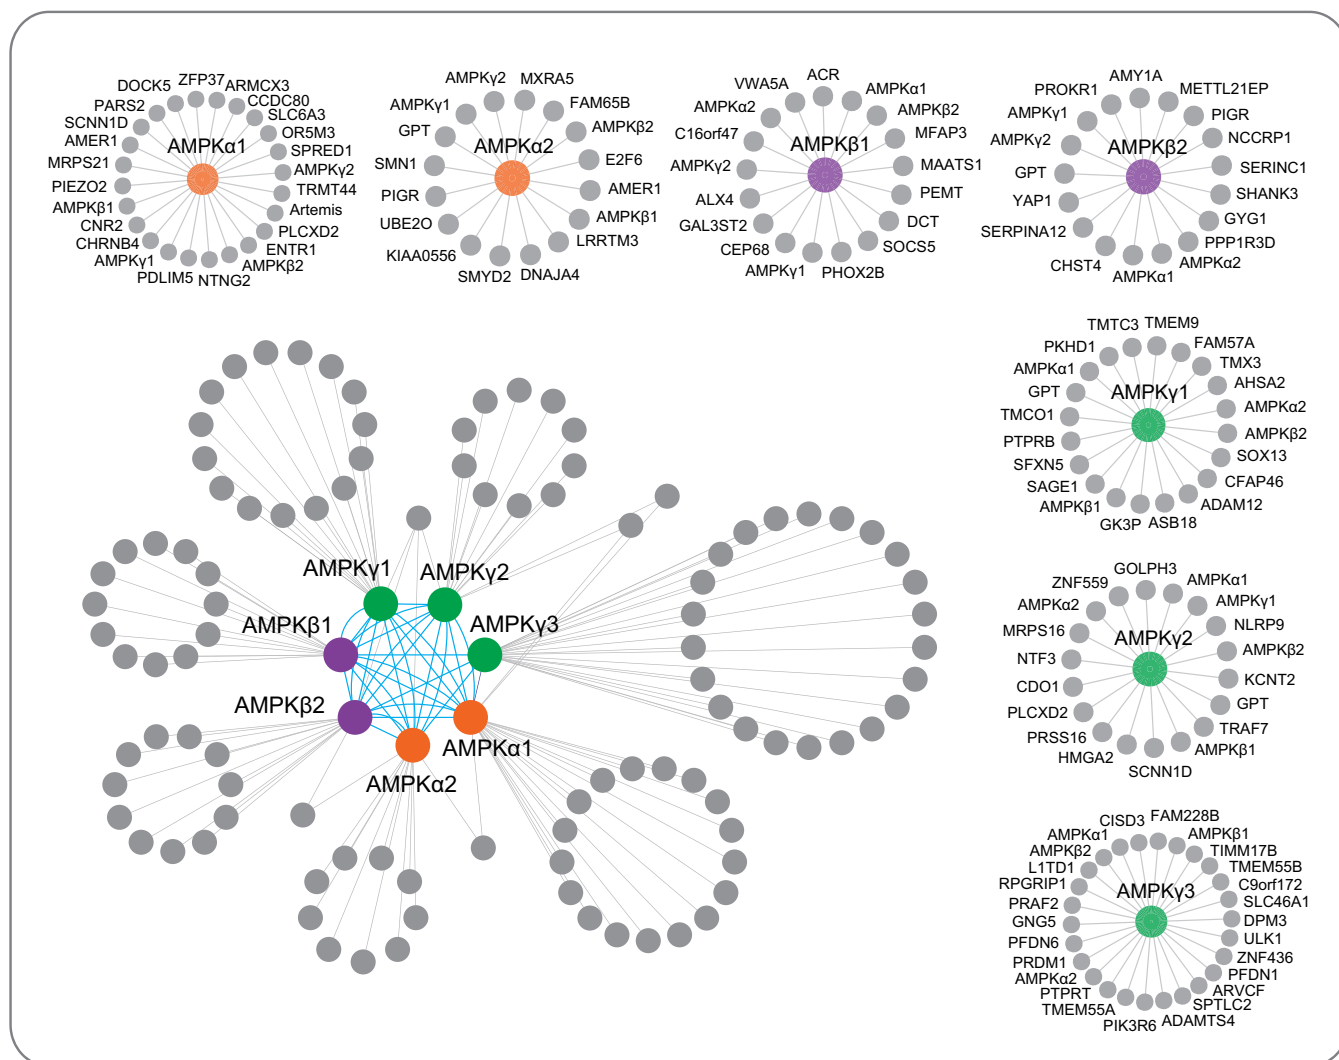 ZFP37
DOCK5
ARMCX3
PARS2
CCDC80
SCNN1D
SLC6A3
AMER1
OR5M3
AMPKα1
MRPS21
SPRED1
PIEZO2
AMPKγ2
AMPKβ1
TRMT44
CNR2
Artemis
CHRNB4
PLCXD2
AMPKγ1
ENTR1
PDLIM5
AMPKβ2
NTNG2
AMPKγ2
MXRA5
AMPKγ1
FAM65B
GPT
AMPKβ2
AMPKα2
SMN1
E2F6
PIGR
AMER1
UBE2O
AMPKβ1
KIAA0556
LRRTM3
SMYD2
DNAJA4
ACR
VWA5A
AMPKα1
AMPKα2
AMPKβ2
C16orf47
MFAP3
AMPKβ1
AMPKγ2
MAATS1
ALX4
PEMT
GAL3ST2
DCT
CEP68
SOCS5
AMPKγ1
PHOX2B
AMY1A
PROKR1
METTL21EP
AMPKγ1
PIGR
AMPKγ2
NCCRP1
AMPKβ2
GPT
SERINC1
YAP1
SHANK3
SERPINA12
GYG1
CHST4
PPP1R3D
AMPKα1
AMPKα2
TMTC3
TMEM9
PKHD1
FAM57A
AMPKα1
TMX3
GPT
AHSA2
AMPKγ1
TMCO1
AMPKα2
PTPRB
AMPKβ2
SFXN5
SOX13
SAGE1
CFAP46
AMPKβ1
ADAM12
GK3P
ASB18
AMPKγ1
AMPKγ2
AMPKβ1
AMPKγ3
AMPKβ2
AMPKα1
AMPKα2
GOLPH3
ZNF559
AMPKα1
AMPKα2
AMPKγ1
MRPS16
NLRP9
AMPKγ2
NTF3
AMPKβ2
CDO1
KCNT2
PLCXD2
GPT
PRSS16
TRAF7
HMGA2
AMPKβ1
SCNN1D
CISD3
FAM228B
AMPKα1
AMPKβ1
AMPKβ2
TIMM17B
L1TD1
TMEM55B
RPGRIP1
C9orf172
AMPKγ3
PRAF2
SLC46A1
GNG5
DPM3
PFDN6
ULK1
PRDM1
ZNF436
AMPKα2
PFDN1
PTPRT
ARVCF
TMEM55A
SPTLC2
PIK3R6
ADAMTS4